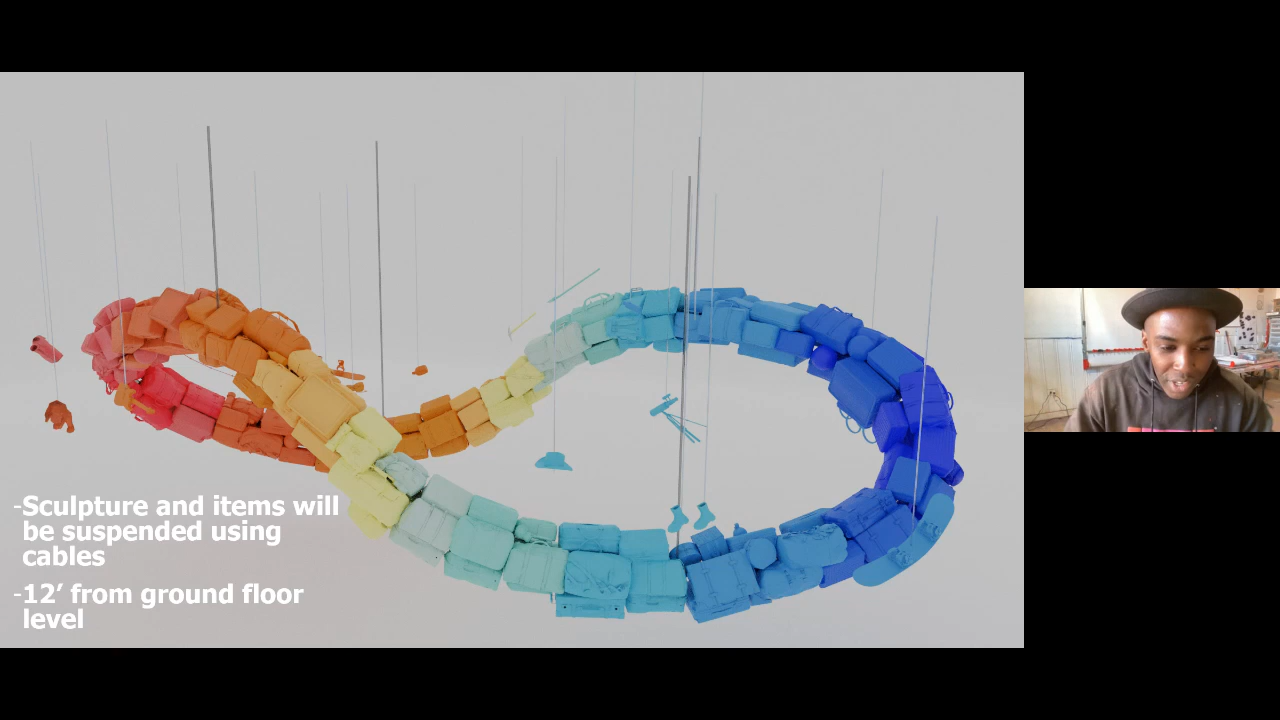 -Sculpture and items will
be suspended using
cables
-12’ from ground floor
level